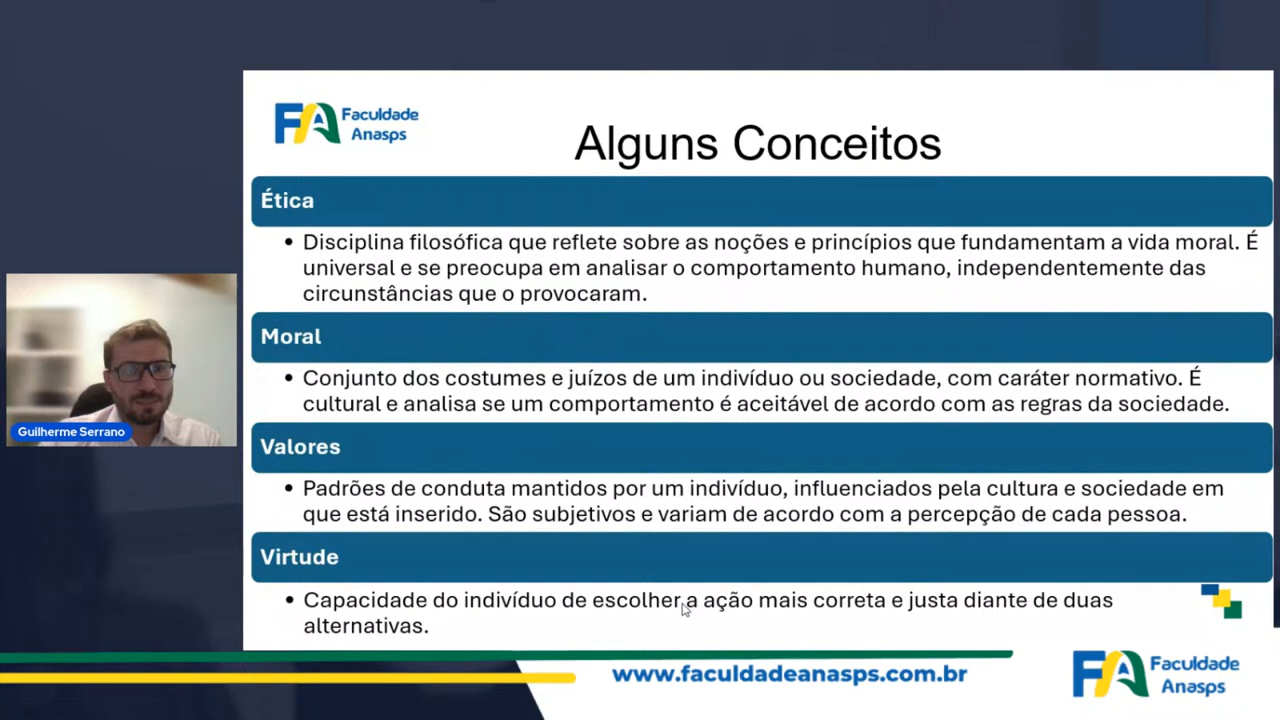 FA Faculdade
Anasps
Alguns Conceitos
Ética
• Disciplina filosófica que reflete sobre as noções e princípios que fundamentam a vida moral. É
universal e se preocupa em analisar o comportamento humano, independentemente das
circunstâncias que o provocaram.
Moral
• Conjunto dos costumes e juízos de um indivíduo ou sociedade, com caráter normativo. É
cultural e analisa se um comportamento é aceitável de acordo com as regras da sociedade.
Valores
• Padrões de conduta mantidos por um indivíduo, influenciados pela cultura e sociedade em
que está inserido. São subjetivos e variam de acordo com a percepção de cada pessoa.
Virtude
• Capacidade do indivíduo de escolher a ação mais correta e justa diante de duas
alternativas.
Guilherme Serrano
www.faculdadeanasps.com.br
FA Faculdade
Anasps